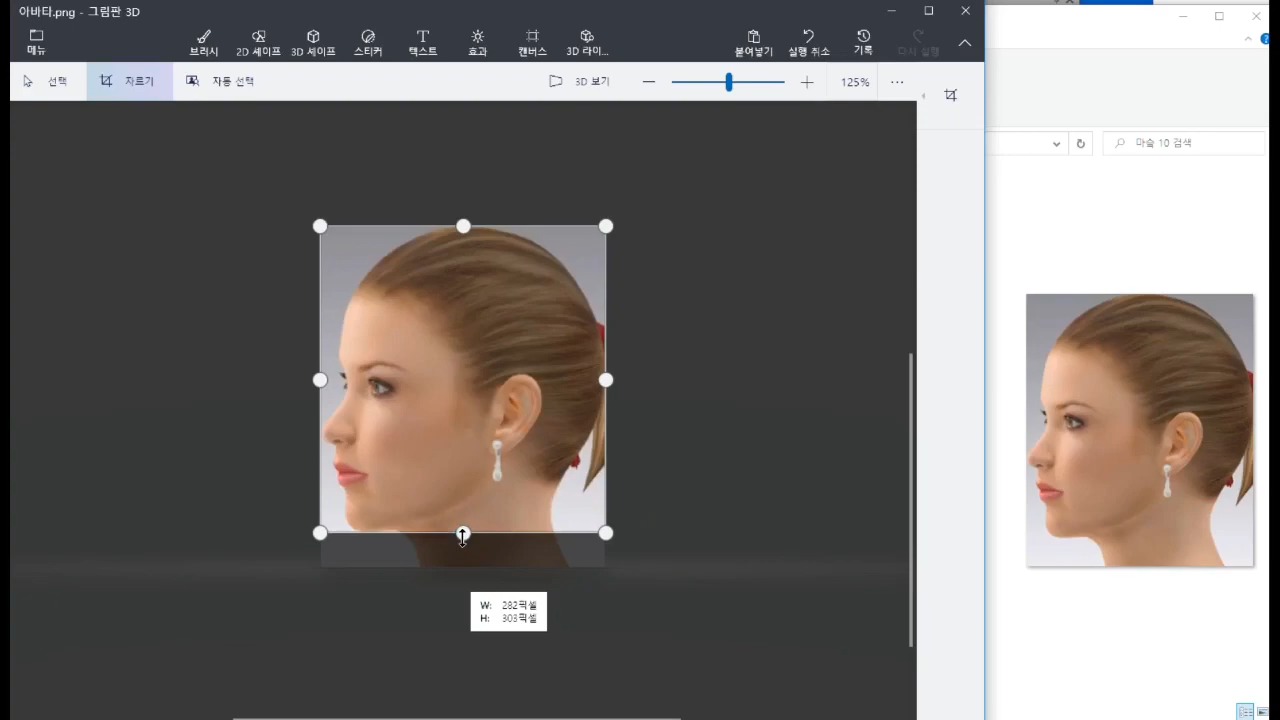 아바타.png - 그림판 3D
메뉴
브러시
2D 셰이프
3D 셰이프
스티커
텍스트
효과
캔버스
3D 라이...
붙여넣기
실행 취소
기록
다시 실행
선택
자르기
자동 선택
3D 보기
125%
마술 10 검색
W: 282픽셀
H: 303픽셀